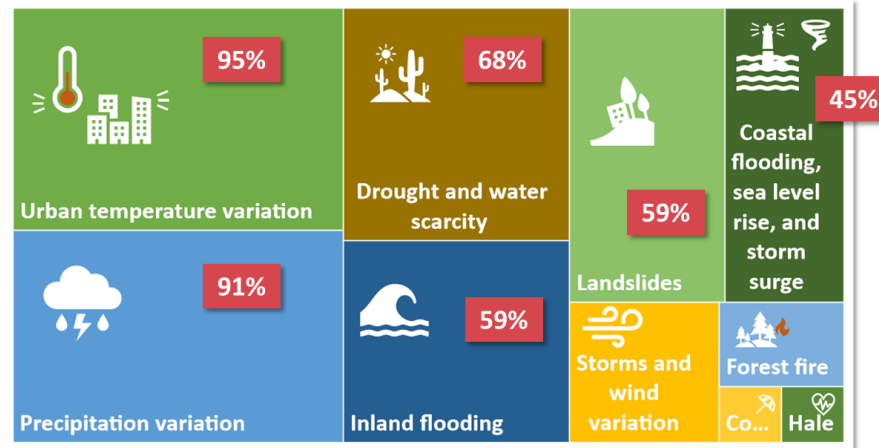 95%
Urban temperature variation
91%
Precipitation variation
68%
Drought and water
scarcity
59%
Inland flooding
59%
Landslides
45%
Coastal
flooding,
sea level
rise, and
storm
surge
Storms and
wind
variation
Forest fire
Co...
Hale